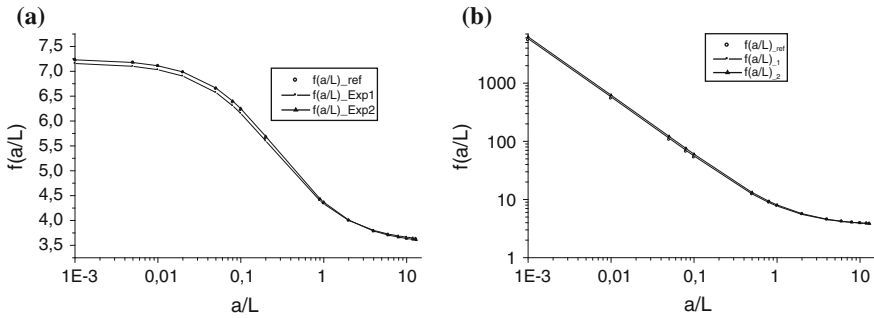 (a)
7,5
7,0
6,5
6,0
5,5
5,0
4,5
4,0
3,5
f(a/L)
f(a/L)_ref
f(a/L)_Exp1
f(a/L)_Exp2
1E-3
0,01
0,1
1
10
a/L
(b)
1000
100
10
1
f(a/L)
f(a/L)_ref
f(a/L)_1
f(a/L)_2
1E-3
0,01
0,1
1
10
a/L